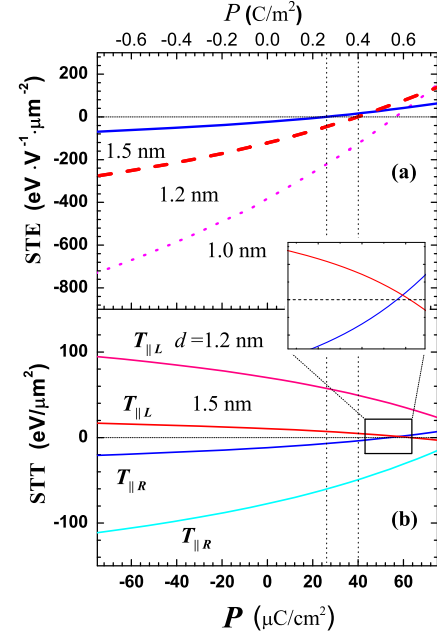 P (C/m²)
-0.6 -0.4 -0.2 0.0 0.2 0.4 0.6
200
0
-200
-400
-600
-800
STE (eV·V⁻¹·μm⁻²)
1.5 nm
1.2 nm
1.0 nm
(a)
100
0
-100
STT (eV/μm²)
T∥L d=1.2 nm
T∥L 1.5 nm
T∥R
T∥R
(b)
-60 -40 -20 0 20 40 60 80
P (μC/cm²)